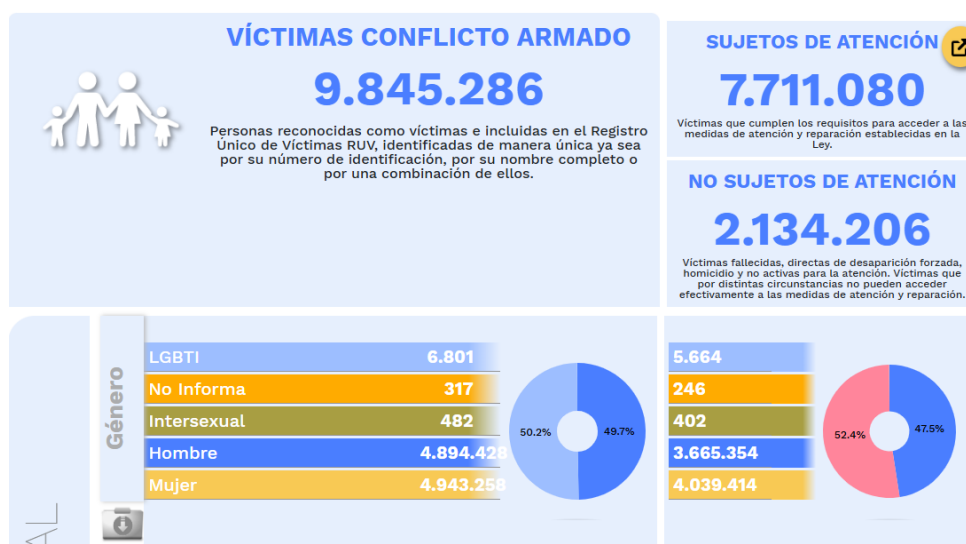 VÍCTIMAS CONFLICTO ARMADO
9.845.286
Personas reconocidas como víctimas e incluidas en el Registro
Único de Víctimas RUV, identificadas de manera única ya sea
por su número de identificación, por su nombre completo o
por una combinación de ellos.
SUJETOS DE ATENCIÓN
7.711.080
Víctimas que cumplen los requisitos para acceder a las
medidas de atención y reparación establecidas en la
Ley.
NO SUJETOS DE ATENCIÓN
2.134.206
Víctimas fallecidas, directas de desaparición forzada,
homicidio y no activas para la atención. Víctimas que
por distintas circunstancias no pueden acceder
efectivamente a las medidas de atención y reparación.
Género
LGBTI 6.801
No Informa 317
Intersexual 482
Hombre 4.894.428
Mujer 4.943.258
50.2% 49.7%
5.664
246
402
3.665.354
4.039.414
52.4% 47.5%
AL